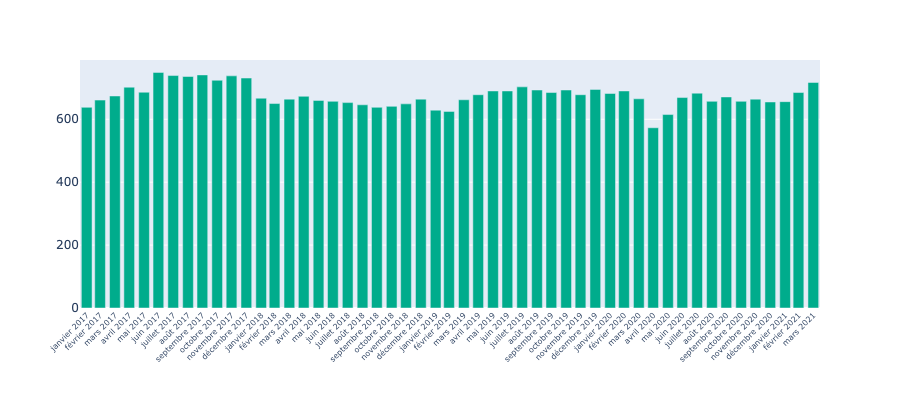 600
400
200
0
janvier 2017
février 2017
mars 2017
avril 2017
mai 2017
juin 2017
juillet 2017
août 2017
septembre 2017
octobre 2017
novembre 2017
décembre 2017
janvier 2018
février 2018
mars 2018
avril 2018
mai 2018
juin 2018
juillet 2018
août 2018
septembre 2018
octobre 2018
novembre 2018
décembre 2018
janvier 2019
février 2019
mars 2019
avril 2019
mai 2019
juin 2019
juillet 2019
août 2019
septembre 2019
octobre 2019
novembre 2019
décembre 2019
janvier 2020
février 2020
mars 2020
avril 2020
mai 2020
juin 2020
juillet 2020
août 2020
septembre 2020
octobre 2020
novembre 2020
décembre 2020
janvier 2021
février 2021
mars 2021